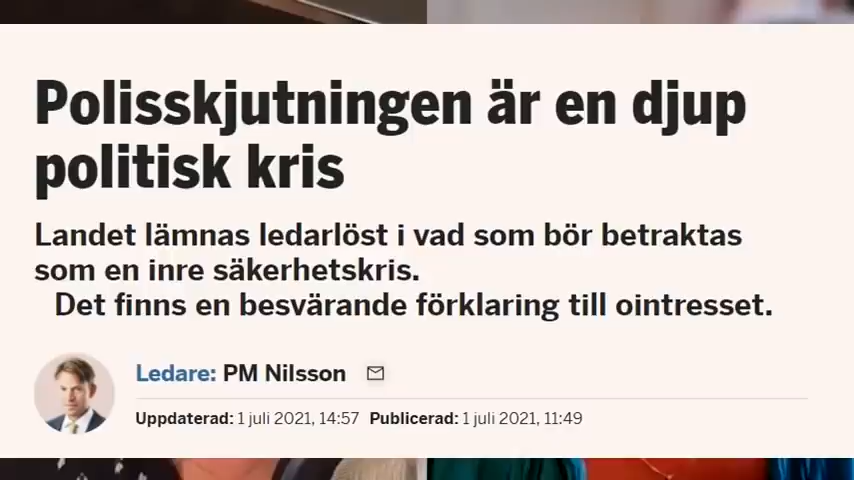 Polisskjutningen är en djup
politisk kris
Landet lämnas ledarlöst i vad som bör betraktas
som en inre säkerhetskris.
Det finns en besvärande förklaring till ointresset.
Ledare: PM Nilsson
Uppdaterad: 1 juli 2021, 14:57 Publicerad: 1 juli 2021, 11:49